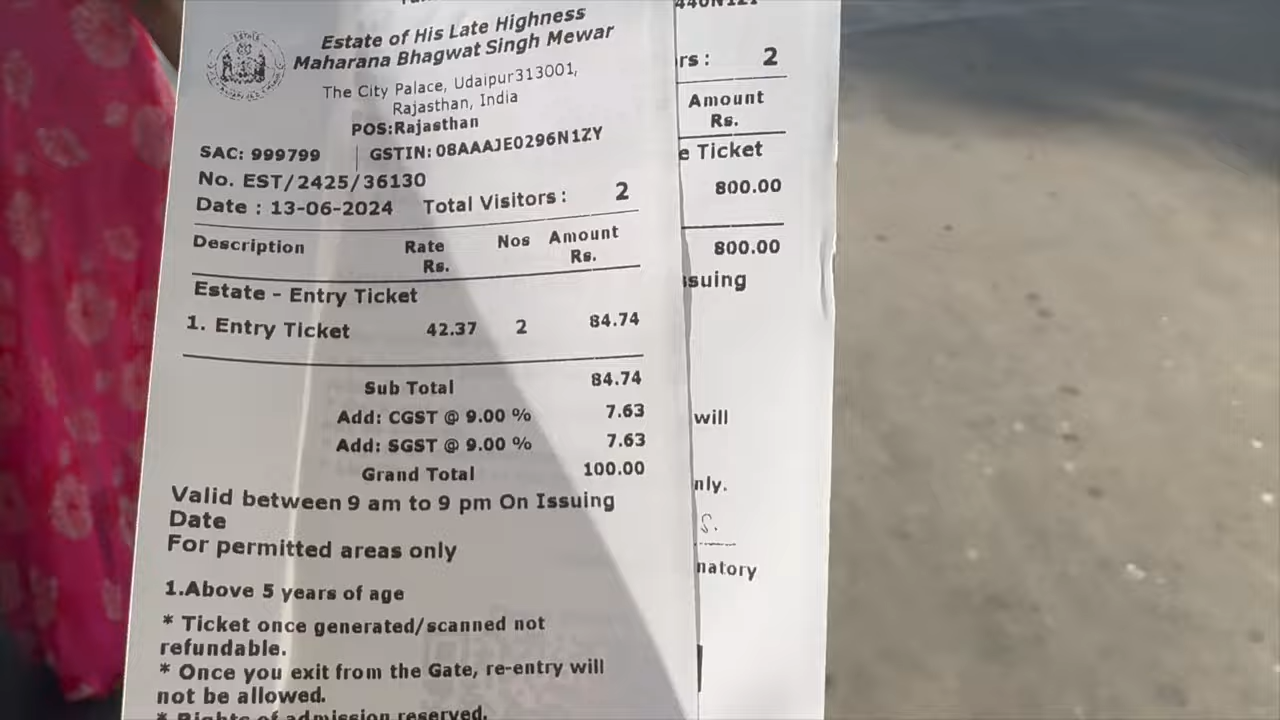 Estate of His Late Highness
Maharana Bhagwat Singh Mewar
The City Palace, Udaipur313001,
Rajasthan, India
POS:Rajasthan
SAC: 999799 GSTIN: 08AAAJE0296N1ZY
No. EST/2425/36130
Date : 13-06-2024 Total Visitors : 2
Description Rate Rs. Nos Amount Rs.
Estate - Entry Ticket
1. Entry Ticket 42.37 2 84.74
Sub Total 84.74
Add: CGST @ 9.00 % 7.63
Add: SGST @ 9.00 % 7.63
Grand Total 100.00
Valid between 9 am to 9 pm On Issuing
Date
For permitted areas only
1.Above 5 years of age
* Ticket once generated/scanned not
refundable.
* Once you exit from the Gate, re-entry will
not be allowed.
* Rights of admission reserved.
rs : 2
Amount
Rs.
e Ticket
800.00
800.00
suing
will
nly.
S.
natory